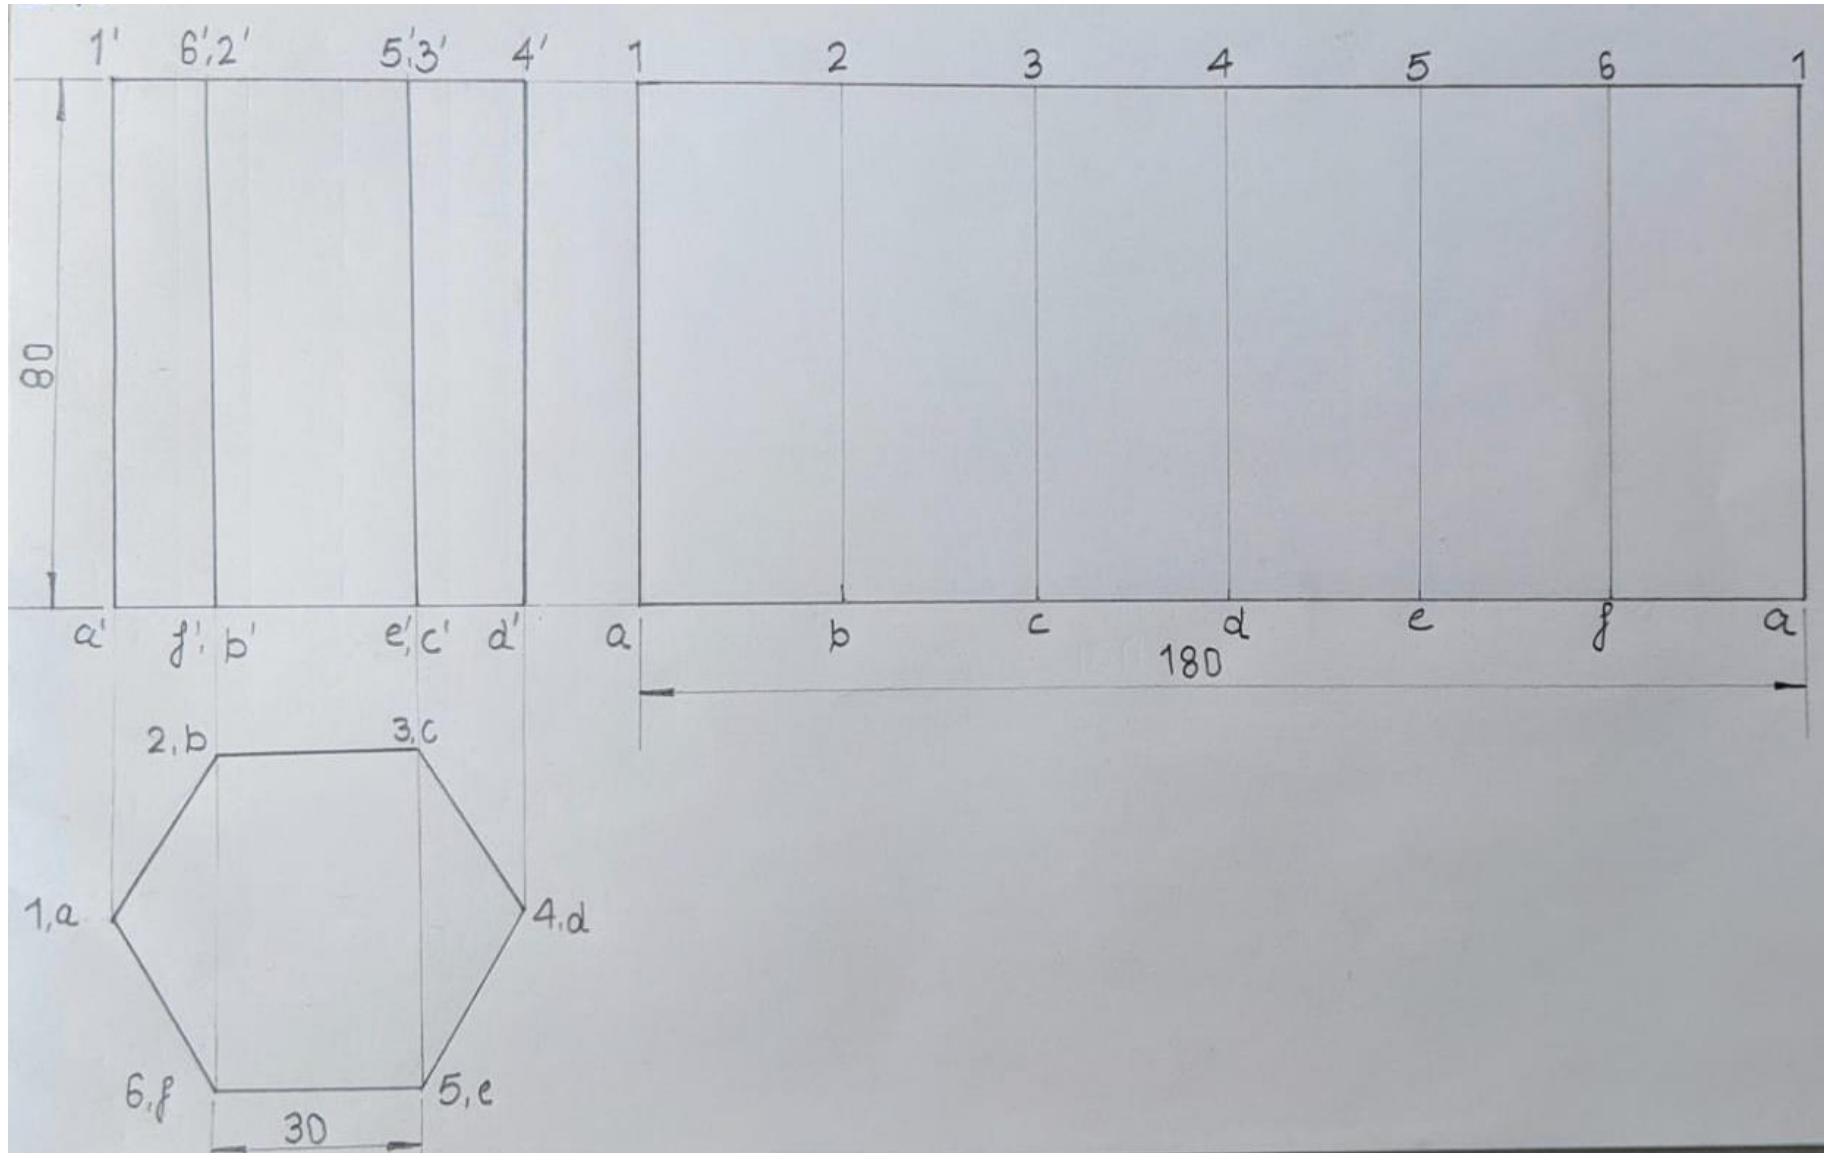 1' 6',2' 5',3' 4' 1 2 3 4 5 6 1
80
a' f', b' e', c' d' a b c d e f a
180
2,b 3,c
1,a 4,d
6,f 5,e
30